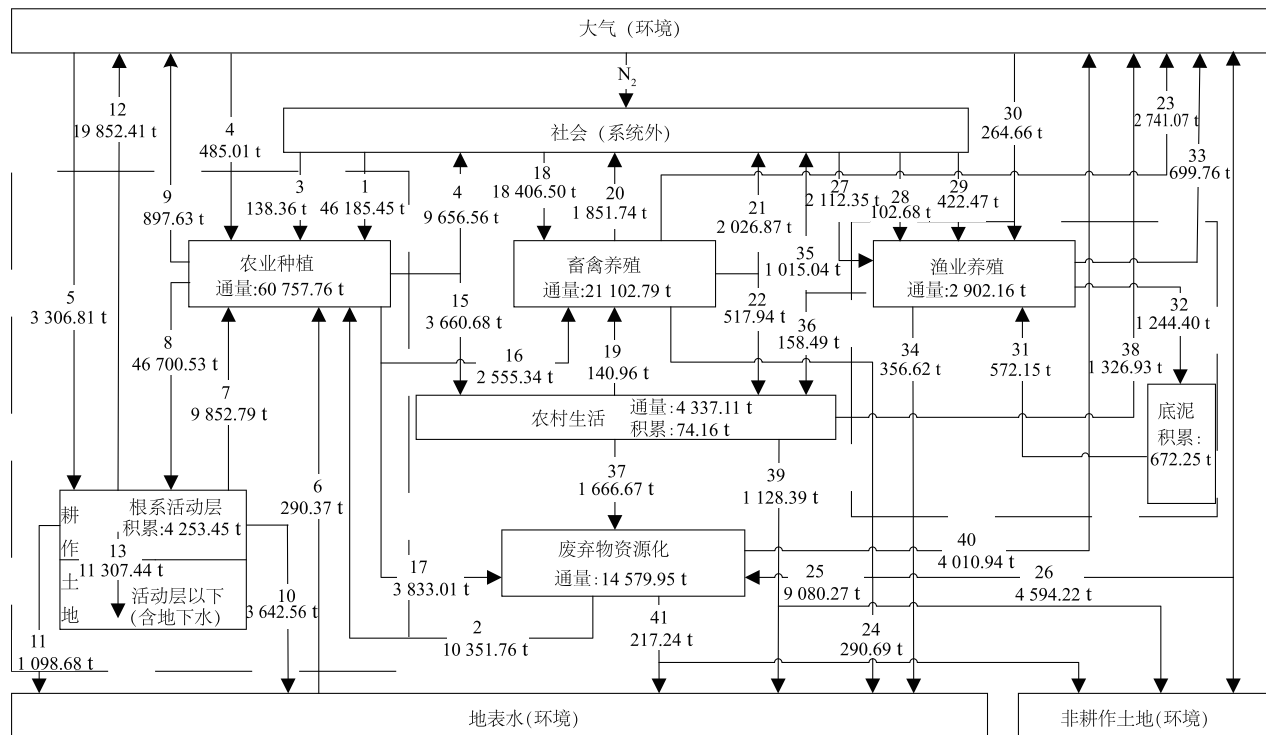 大气 (环境)
N2
社会 (系统外)
12
19 852.41 t
4
485.01 t
30
264.66 t
23
2 741.07 t
33
699.76 t
9
897.63 t
3
138.36 t
1
46 185.45 t
4
9 656.56 t
18
18 406.50 t
20
1 851.74 t
21
2 026.87 t
27
2 112.35 t
28
102.68 t
29
422.47 t
35
1 015.04 t
农业种植
通量:60 757.76 t
畜禽养殖
通量:21 102.79 t
渔业养殖
通量:2 902.16 t
5
3 306.81 t
8
46 700.53 t
7
9 852.79 t
15
3 660.68 t
16
2 555.34 t
19
140.96 t
22
517.94 t
36
158.49 t
34
356.62 t
31
572.15 t
38
1 326.93 t
32
1 244.40 t
农村生活
通量:4 337.11 t
积累:74.16 t
底泥
积累:
672.25 t
6
290.37 t
37
1 666.67 t
39
1 128.39 t
耕作土地
根系活动层
积累:4 253.45 t
13
11 307.44 t
活动层以下
(含地下水)
10
3 642.56 t
11
1 098.68 t
17
3 833.01 t
废弃物资源化
通量:14 579.95 t
40
4 010.94 t
25
9 080.27 t
26
4 594.22 t
2
10 351.76 t
41
217.24 t
24
290.69 t
地表水(环境)
非耕作土地(环境)